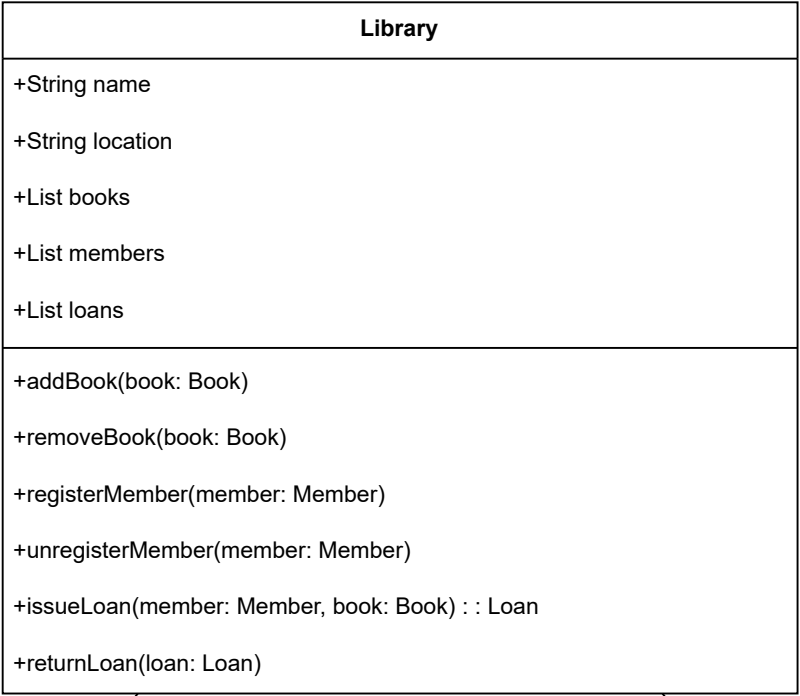 Library
+String name
+String location
+List books
+List members
+List loans
+addBook(book: Book)
+removeBook(book: Book)
+registerMember(member: Member)
+unregisterMember(member: Member)
+issueLoan(member: Member, book: Book) : : Loan
+returnLoan(loan: Loan)